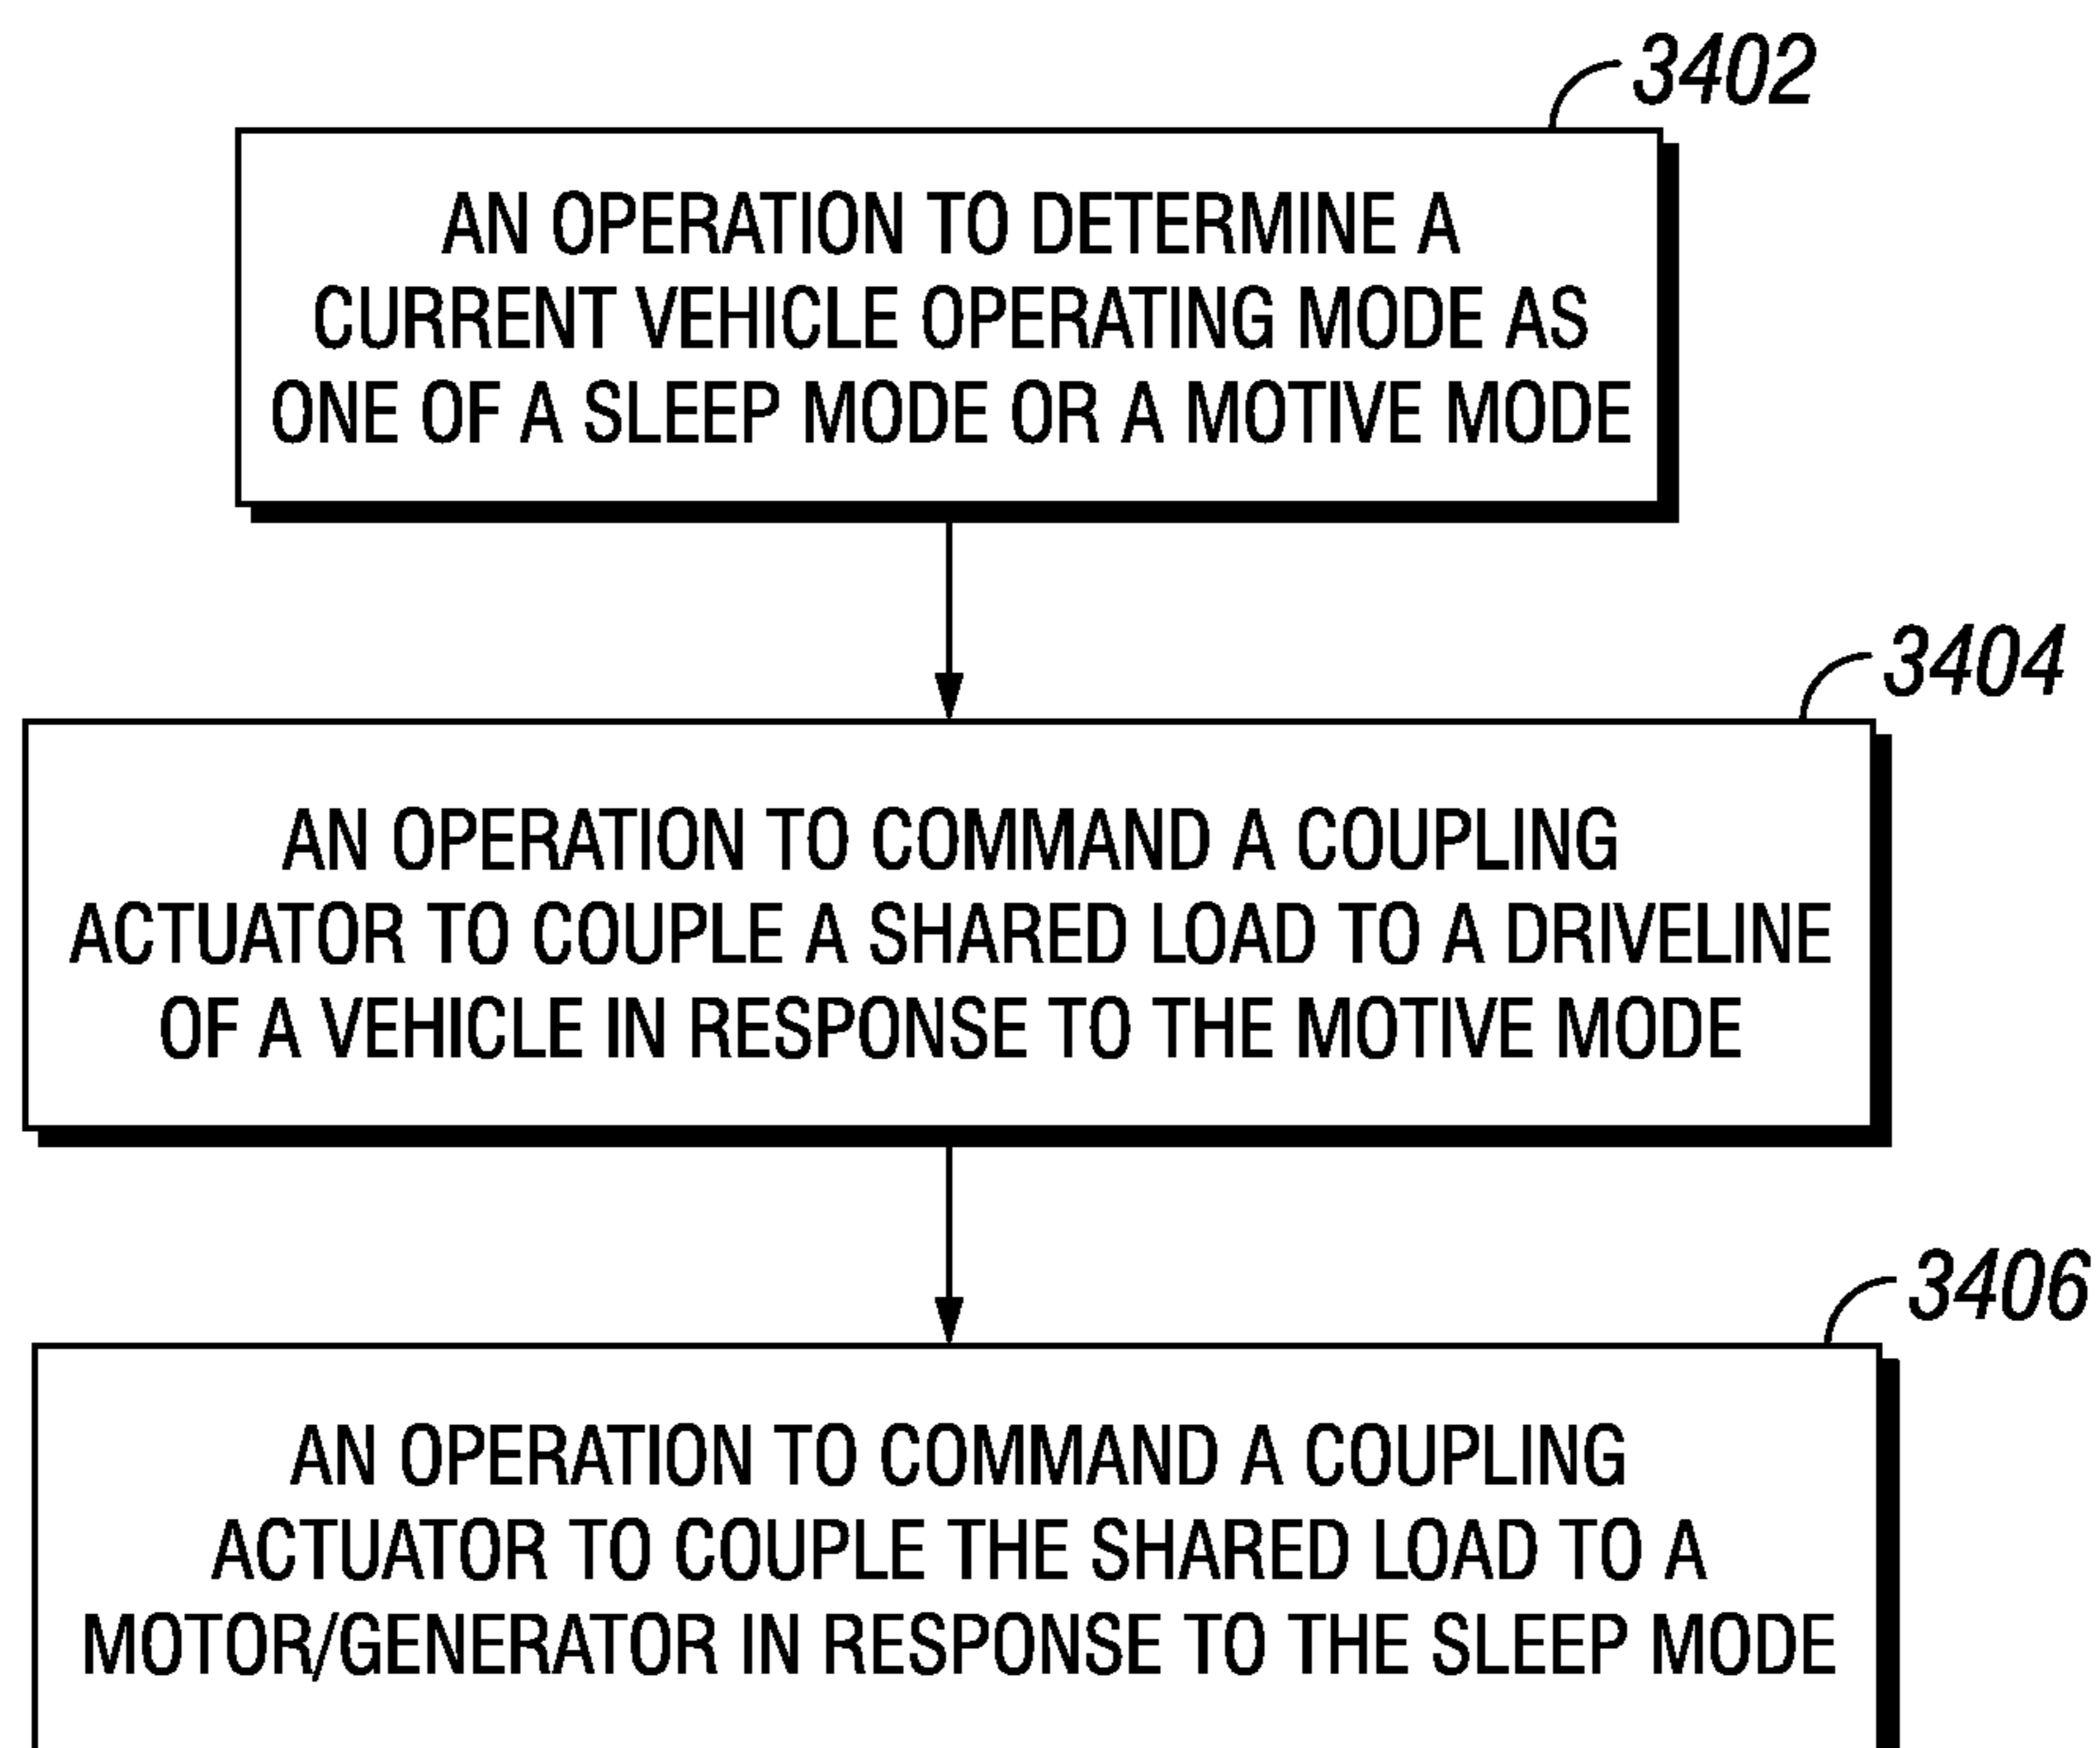 3402
AN OPERATION TO DETERMINE A
CURRENT VEHICLE OPERATING MODE AS
ONE OF A SLEEP MODE OR A MOTIVE MODE
3404
AN OPERATION TO COMMAND A COUPLING
ACTUATOR TO COUPLE A SHARED LOAD TO A DRIVELINE
OF A VEHICLE IN RESPONSE TO THE MOTIVE MODE
3406
AN OPERATION TO COMMAND A COUPLING
ACTUATOR TO COUPLE THE SHARED LOAD TO A
MOTOR/GENERATOR IN RESPONSE TO THE SLEEP MODE